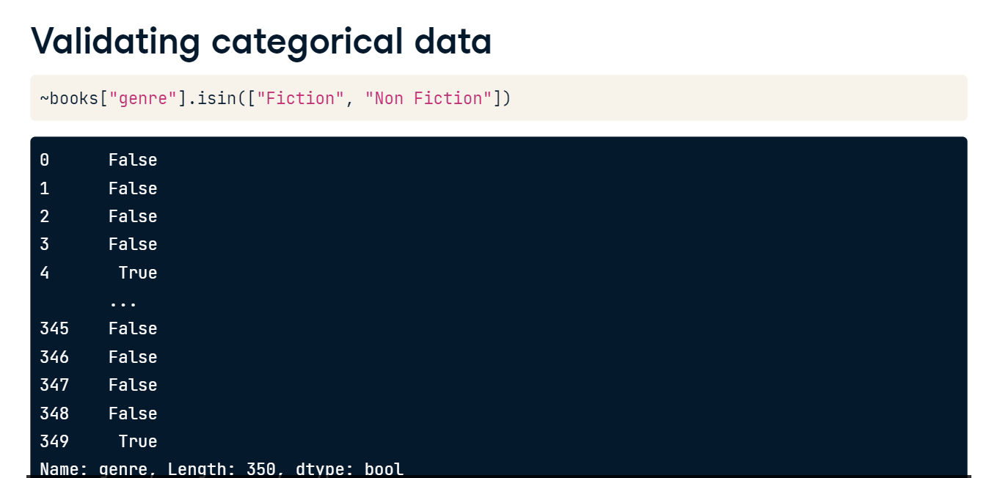 Validating categorical data
~books["genre"].isin(["Fiction", "Non Fiction"])
0      False
1      False
2      False
3      False
4       True
       ...
345    False
346    False
347    False
348    False
349     True
Name: genre, Length: 350, dtype: bool